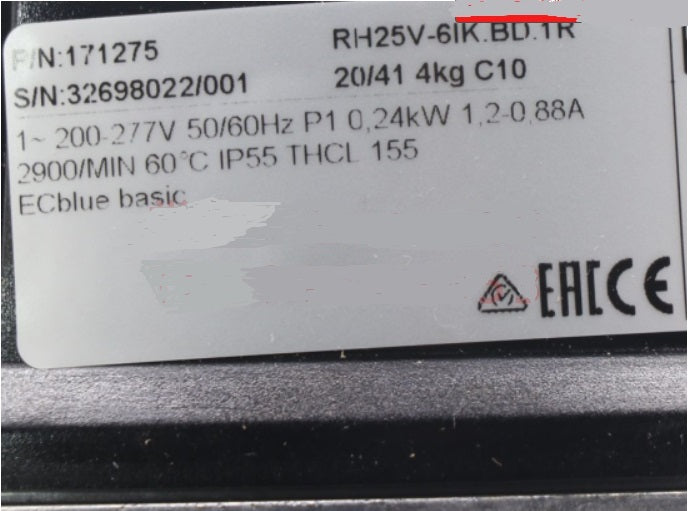 P/N:171275
RH25V-6IK.BD.1R
S/N:32698022/001
20/41 4kg C10
1~ 200-277V 50/60Hz P1 0,24kW 1,2-0,88A
2900/MIN 60°C IP55 THCL 155
ECblue basic
EAC CE